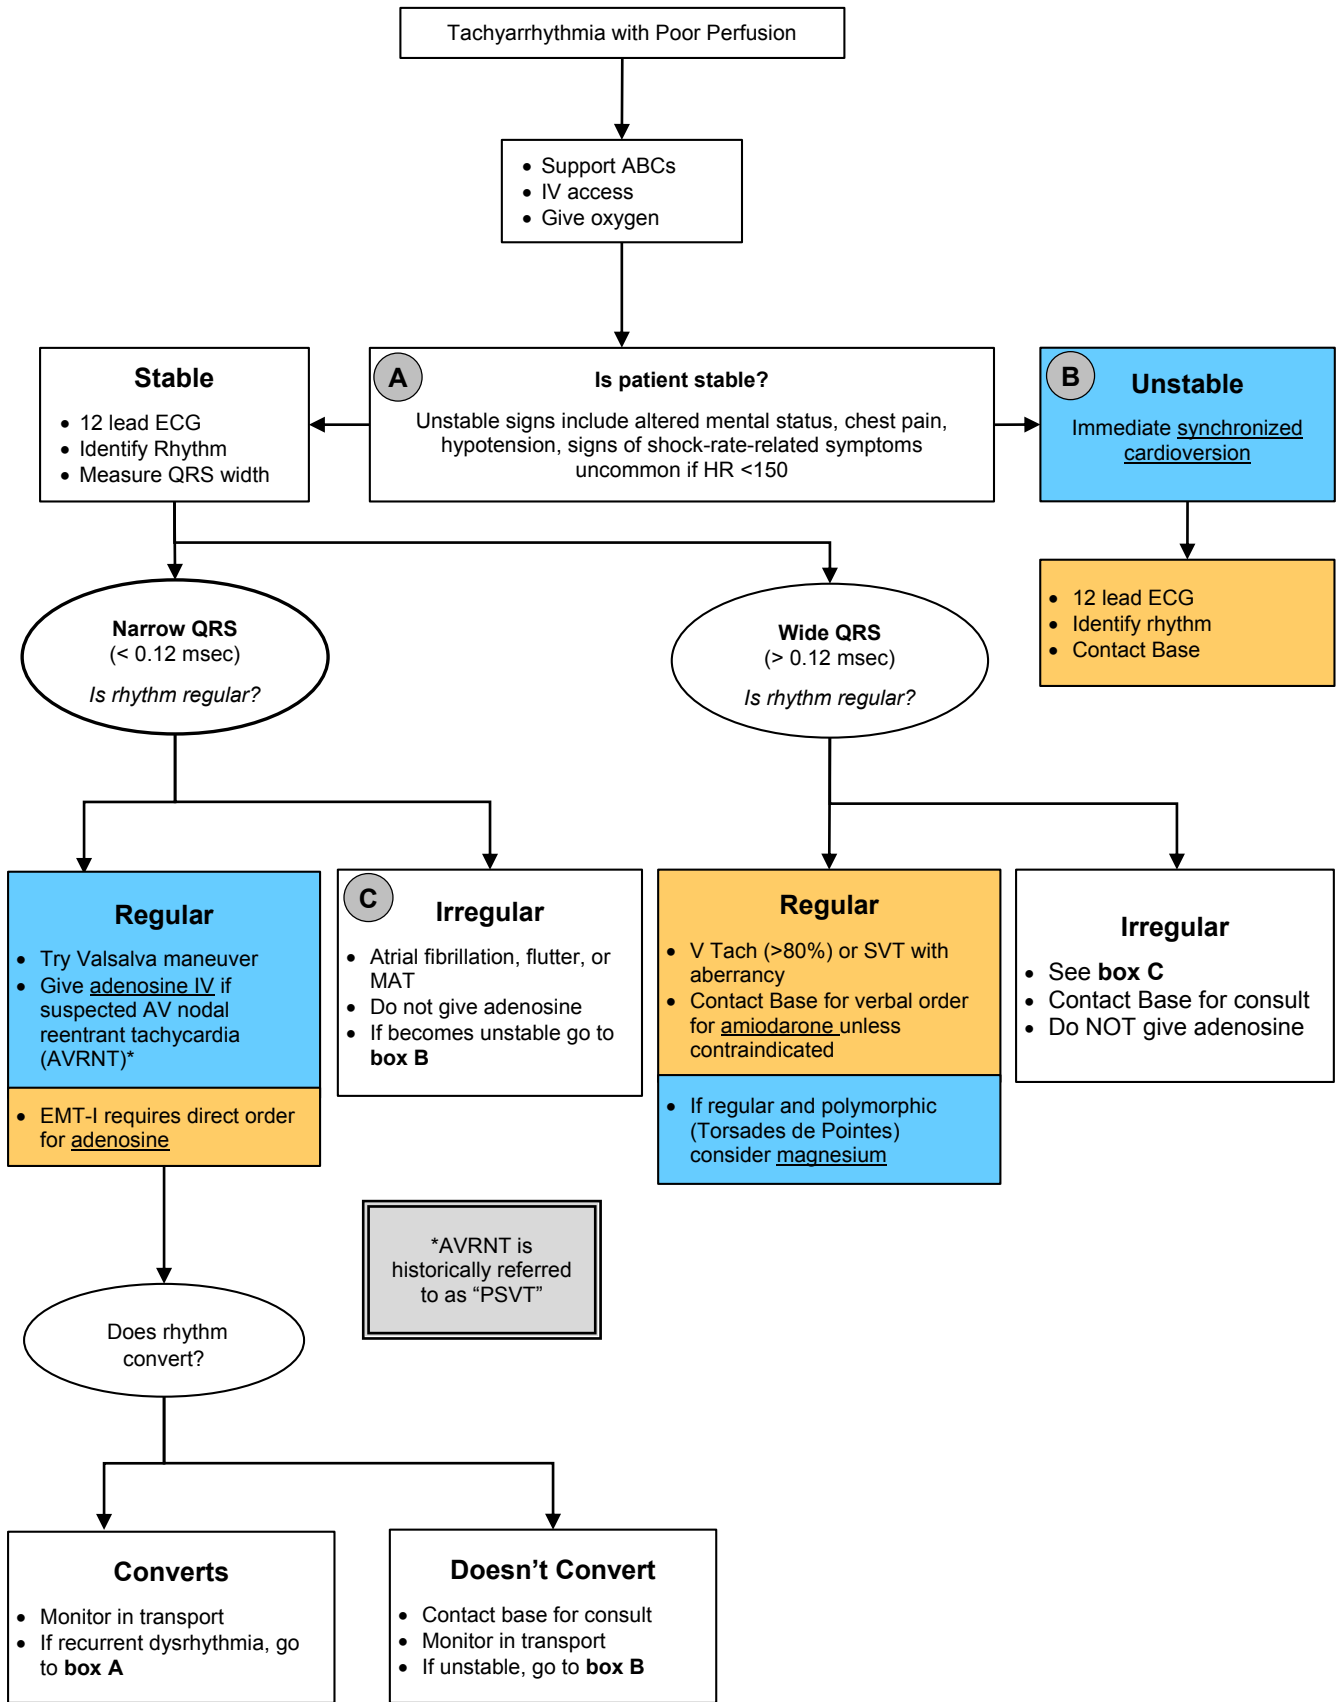 Tachyarrhythmia with Poor Perfusion
• Support ABCs
• IV access
• Give oxygen
Stable
• 12 lead ECG
• Identify Rhythm
• Measure QRS width
A
Is patient stable?
Unstable signs include altered mental status, chest pain,
hypotension, signs of shock-rate-related symptoms
uncommon if HR <150
B
Unstable
Immediate synchronized
cardioversion
• 12 lead ECG
• Identify rhythm
• Contact Base
Narrow QRS
(< 0.12 msec)
Is rhythm regular?
Wide QRS
(> 0.12 msec)
Is rhythm regular?
Regular
• Try Valsalva maneuver
• Give adenosine IV if
suspected AV nodal
reentrant tachycardia
(AVRNT)*
• EMT-I requires direct order
for adenosine
C
Irregular
• Atrial fibrillation, flutter, or
MAT
• Do not give adenosine
• If becomes unstable go to
box B
Regular
• V Tach (>80%) or SVT with
aberrancy
• Contact Base for verbal order
for amiodarone unless
contraindicated
• If regular and polymorphic
(Torsades de Pointes)
consider magnesium
Irregular
• See box C
• Contact Base for consult
• Do NOT give adenosine
*AVRNT is
historically referred
to as “PSVT”
Does rhythm
convert?
Converts
• Monitor in transport
• If recurrent dysrhythmia, go
to box A
Doesn’t Convert
• Contact base for consult
• Monitor in transport
• If unstable, go to box B